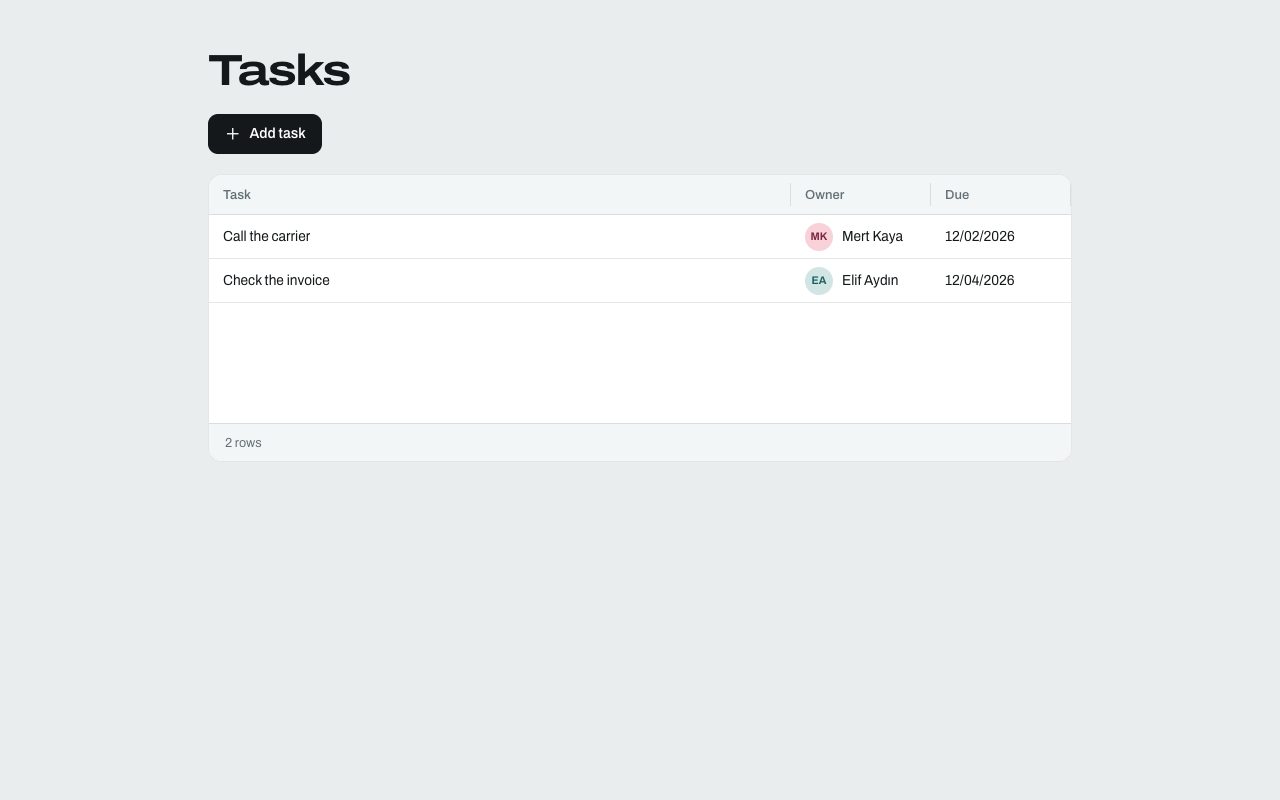 Tasks
Add task
Task Owner Due
Call the carrier MK Mert Kaya 12/02/2026
Check the invoice EA Elif Aydın 12/04/2026
2 rows